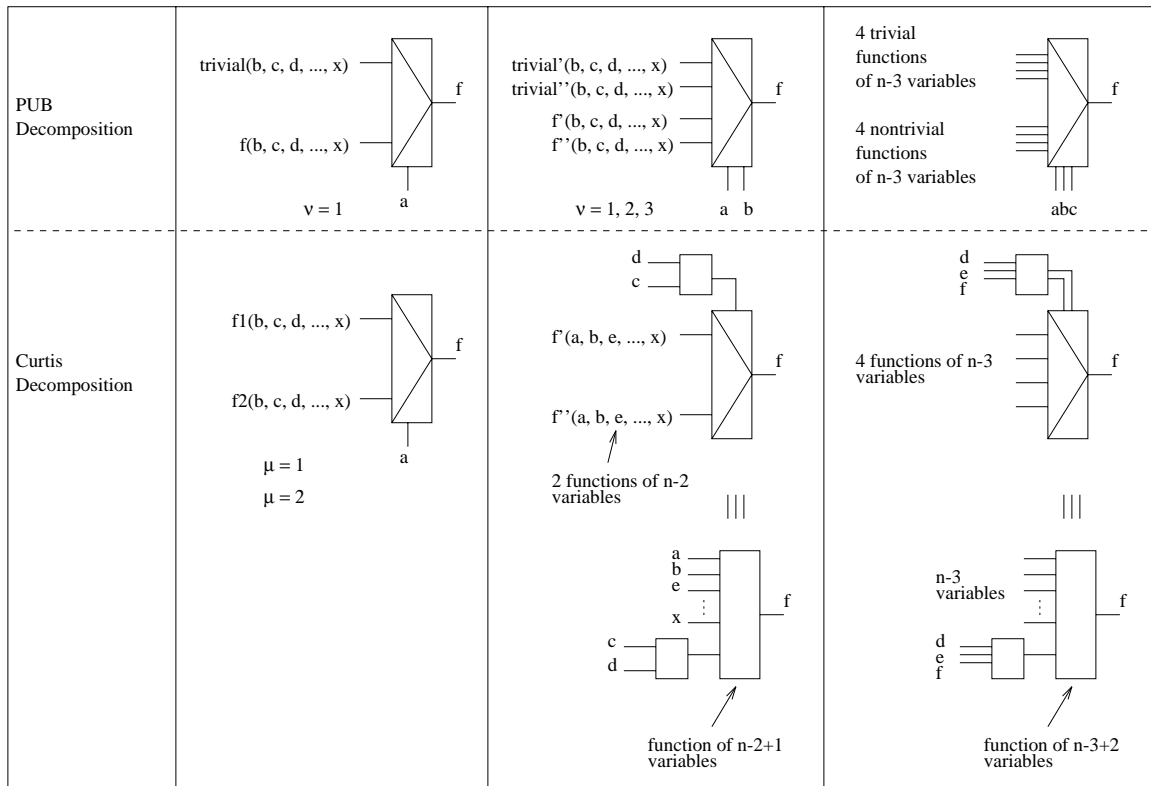 PUB
Decomposition
trivial(b, c, d, ..., x)
f(b, c, d, ..., x)
f
a
ν = 1
trivial'(b, c, d, ..., x)
trivial''(b, c, d, ..., x)
f'(b, c, d, ..., x)
f''(b, c, d, ..., x)
f
a b
ν = 1, 2, 3
4 trivial
functions
of n-3 variables
4 nontrivial
functions
of n-3 variables
f
abc
Curtis
Decomposition
f1(b, c, d, ..., x)
f2(b, c, d, ..., x)
f
a
μ = 1
μ = 2
d
c
f'(a, b, e, ..., x)
f
f''(a, b, e, ..., x)
2 functions of n-2
variables
a
b
e
x
f
c
d
function of n-2+1
variables
d
e
f
4 functions of n-3
variables
f
n-3
variables
f
d
e
f
function of n-3+2
variables